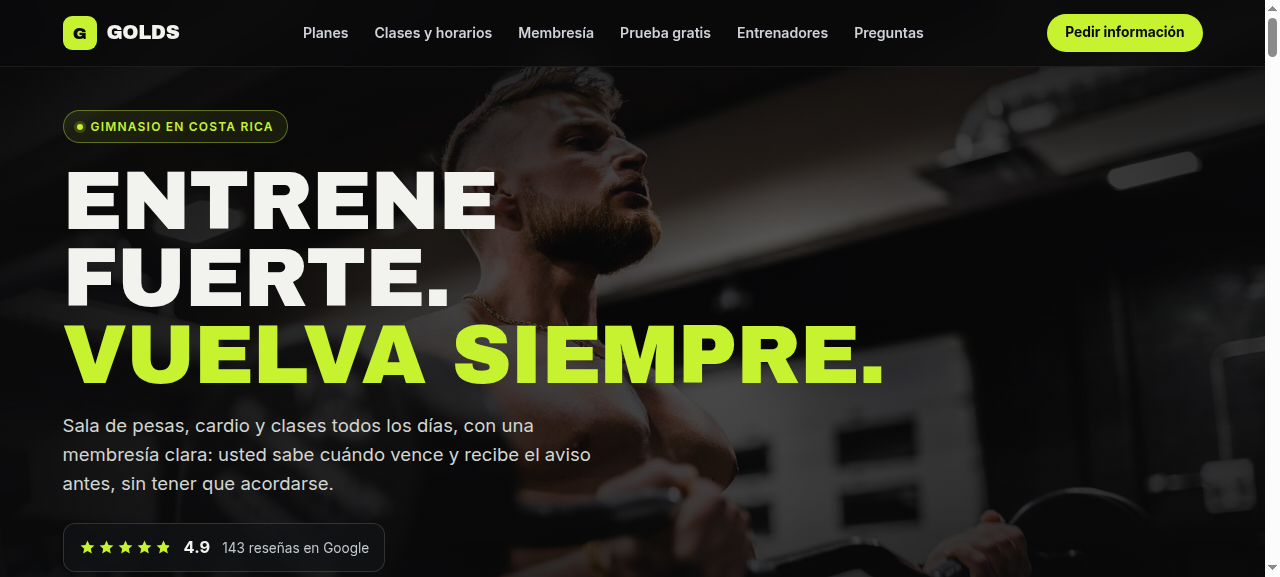 G GOLDS
Planes Clases y horarios Membresía Prueba gratis Entrenadores Preguntas
Pedir información
GIMNASIO EN COSTA RICA
ENTRENE
FUERTE.
VUELVA SIEMPRE.
Sala de pesas, cardio y clases todos los días, con una
membresía clara: usted sabe cuándo vence y recibe el aviso
antes, sin tener que acordarse.
4.9 143 reseñas en Google